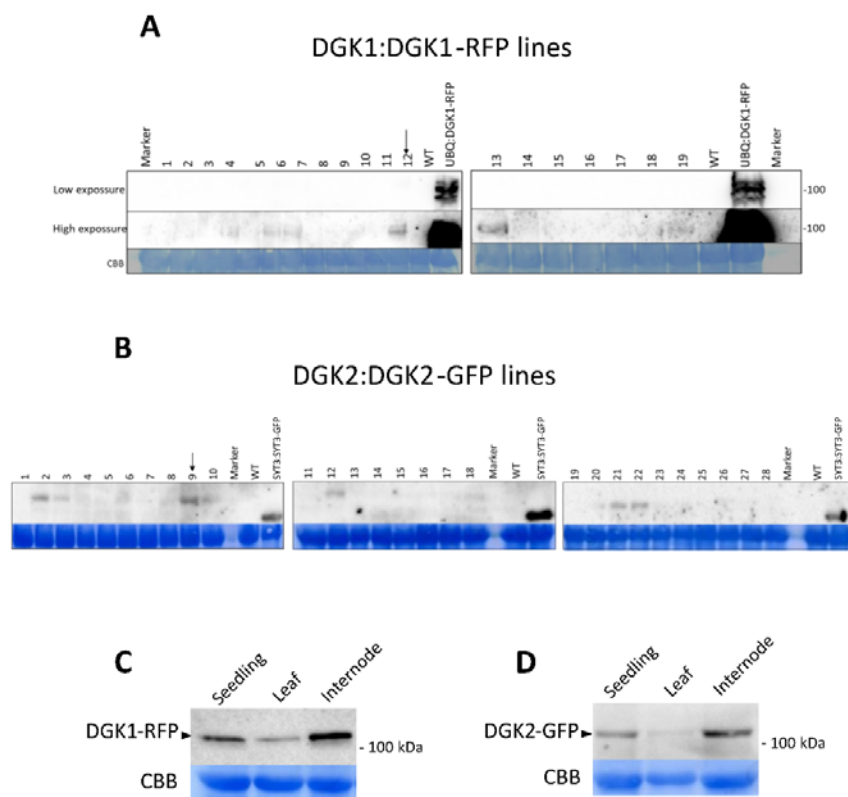 A
DGK1:DGK1-RFP lines
Marker 1 2 3 4 5 6 7 8 9 10 11 12 WT UBQ:DGK1-RFP
13 14 15 16 17 18 19 WT UBQ:DGK1-RFP Marker
Low expossure
-100
High expossure
-100
CBB
B
DGK2:DGK2-GFP lines
1 2 3 4 5 6 7 8 9 10 Marker WT SYT3:SYT3-GFP
11 12 13 14 15 16 17 18 Marker WT SYT3:SYT3-GFP
19 20 21 22 23 24 25 26 27 28 Marker WT SYT3:SYT3-GFP
C
Seedling Leaf Internode
DGK1-RFP
- 100 kDa
CBB
D
Seedling Leaf Internode
DGK2-GFP
- 100 kDa
CBB